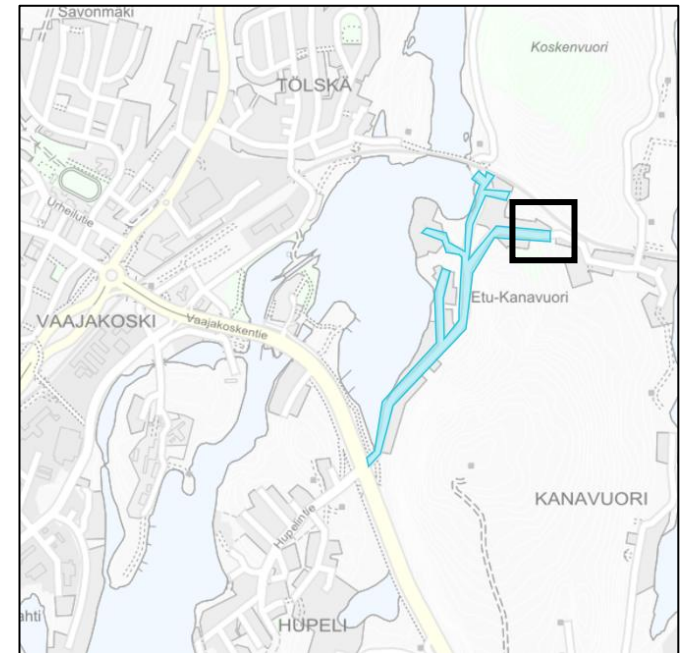 Savonmäki
Koskenvuori
TÖLSKÄ
Urheilutie
Etu-Kanavuori
VAAJAKOSKI
Vaajakoskentie
KANAVUORI
Hupelintie
ahti
HUPELI